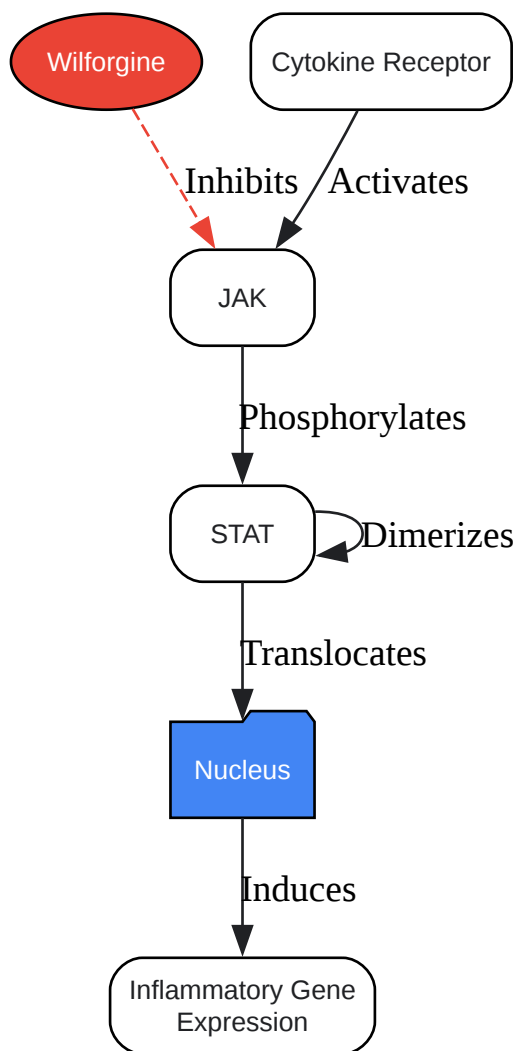 Wilforgine
Cytokine Receptor
Inhibits
Activates
JAK
Phosphorylates
STAT
Dimerizes
Translocates
Nucleus
Induces
Inflammatory Gene
Expression